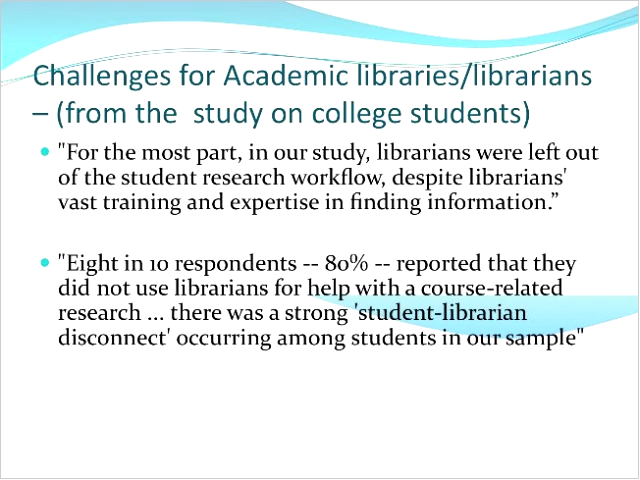 Challenges for Academic libraries/librarians
– (from the  study on college students)
• "For the most part, in our study, librarians were left out
of the student research workflow, despite librarians'
vast training and expertise in finding information.”
• "Eight in 10 respondents -- 80% -- reported that they
did not use librarians for help with a course-related
research ... there was a strong 'student-librarian
disconnect' occurring among students in our sample"